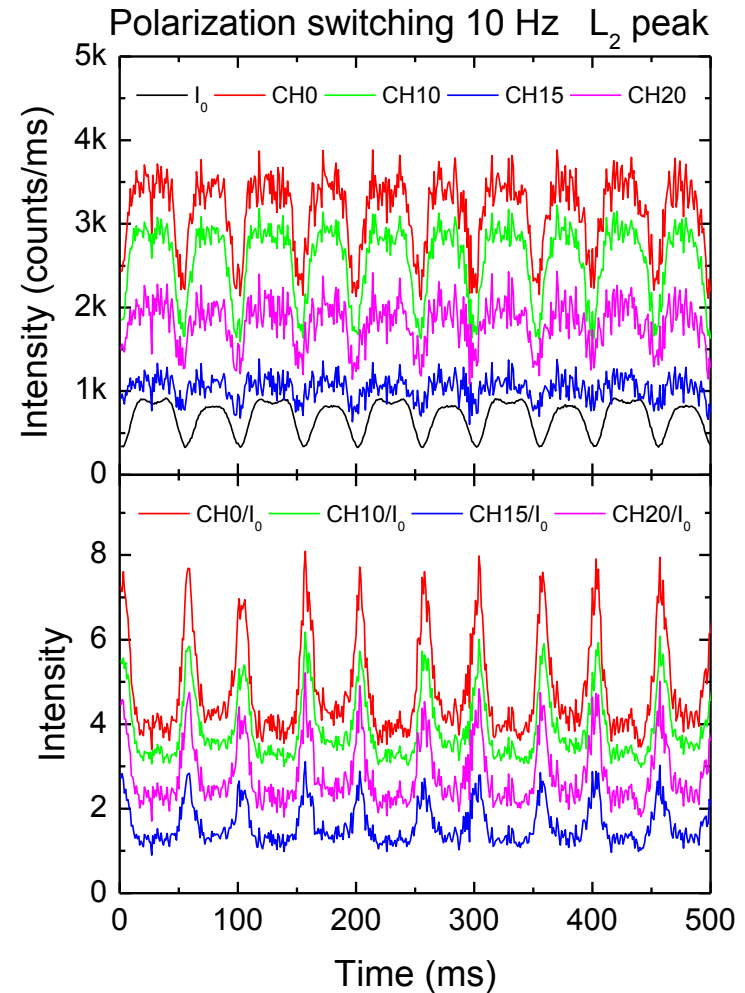 Polarization switching 10 Hz L₂ peak
5k
I₀ CH0 CH10 CH15 CH20
4k
3k
2k
1k
0
Intensity (counts/ms)
CH0/I₀ CH10/I₀ CH15/I₀ CH20/I₀
8
6
4
2
0
Intensity
0 100 200 300 400 500
Time (ms)